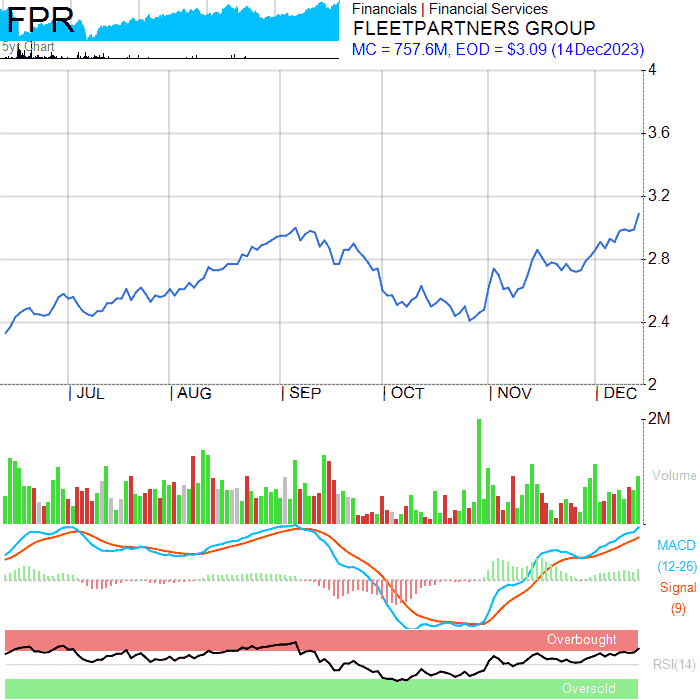 FPR
5yr Chart
Financials | Financial Services
FLEETPARTNERS GROUP
MC = 757.6M, EOD = $3.09 (14Dec2023)
4
3.6
3.2
2.8
2.4
2
JUL AUG SEP OCT NOV DEC
2M
Volume
MACD
(12-26)
Signal
(9)
Overbought
RSI(14)
Oversold